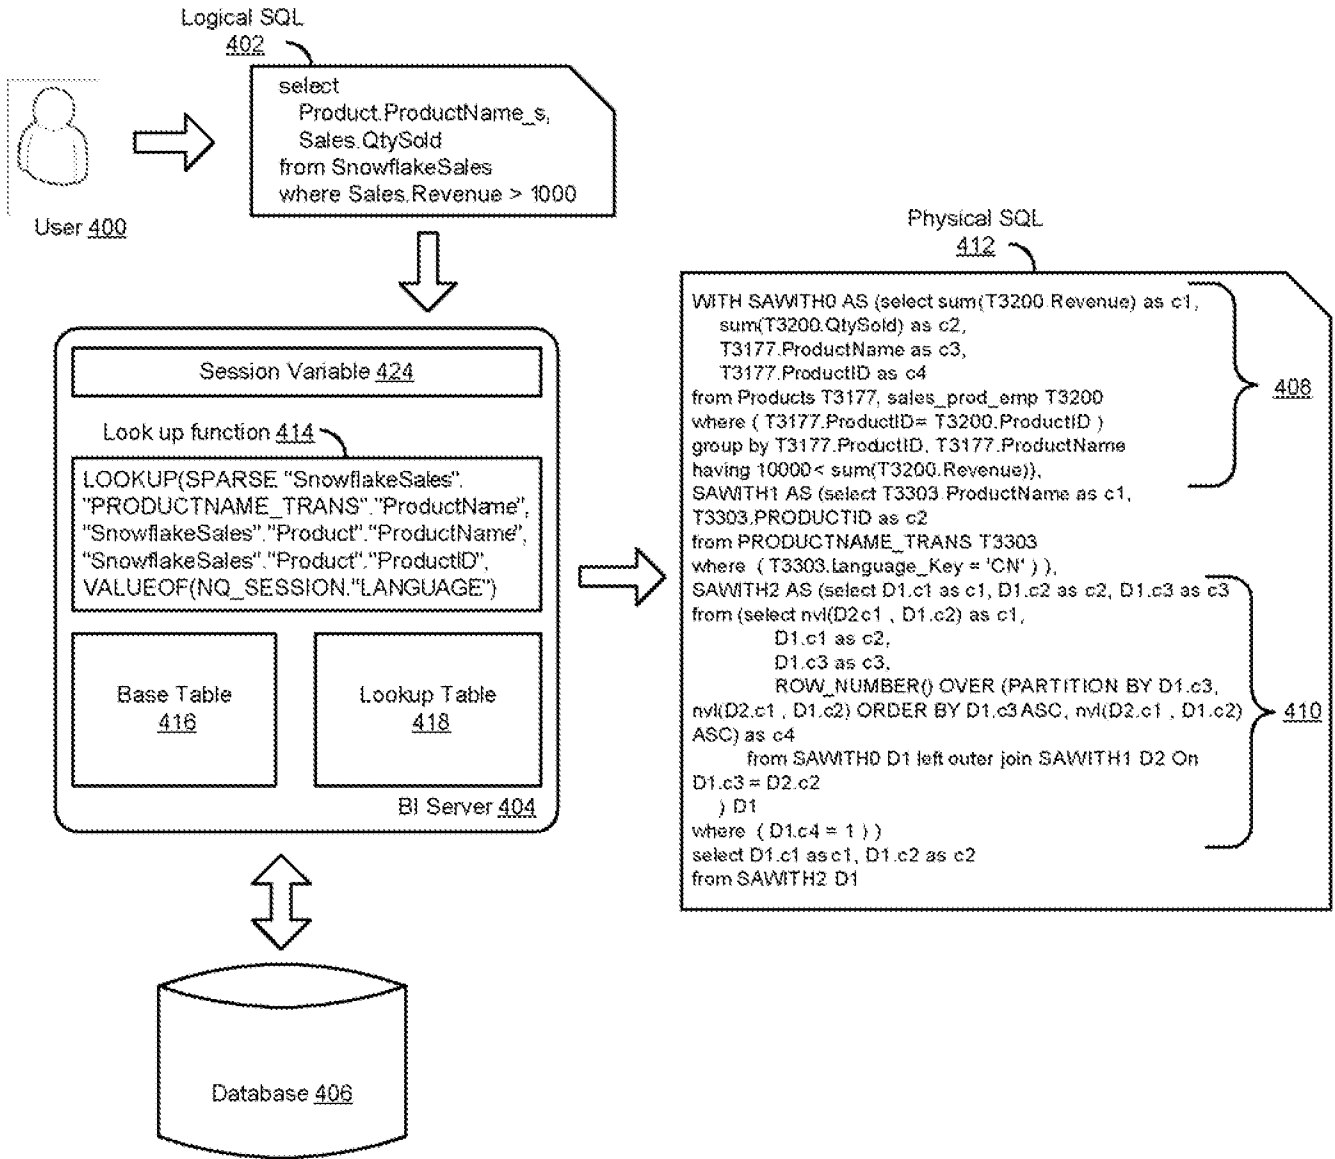 Logical SQL
402
select
Product.ProductName_s,
Sales.QtySold
from SnowflakeSales
where Sales.Revenue > 1000
User 400
Session Variable 424
Look up function 414
LOOKUP(SPARSE "SnowflakeSales".
"PRODUCTNAME_TRANS"."ProductName",
"SnowflakeSales"."Product"."ProductName",
"SnowflakeSales"."Product"."ProductID",
VALUEOF(NQ_SESSION."LANGUAGE")
Base Table
416
Lookup Table
418
BI Server 404
Database 406
Physical SQL
412
WITH SAWITH0 AS (select sum(T3200.Revenue) as c1,
sum(T3200.QtySold) as c2,
T3177.ProductName as c3,
T3177.ProductID as c4
from Products T3177, sales_prod_emp T3200
where ( T3177.ProductID= T3200.ProductID )
group by T3177.ProductID, T3177.ProductName
having 10000< sum(T3200.Revenue)),
SAWITH1 AS (select T3303.ProductName as c1,
T3303.PRODUCTID as c2
from PRODUCTNAME_TRANS T3303
where ( T3303.Language_Key = 'CN' ) ),
SAWITH2 AS (select D1.c1 as c1, D1.c2 as c2, D1.c3 as c3
from (select nvl(D2c1 , D1.c2) as c1,
D1.c1 as c2,
D1.c3 as c3,
ROW_NUMBER() OVER (PARTITION BY D1.c3,
nvl(D2.c1 , D1.c2) ORDER BY D1.c3 ASC, nvl(D2.c1 , D1.c2)
ASC) as c4
from SAWITH0 D1 left outer join SAWITH1 D2 On
D1.c3 = D2.c2
) D1
where ( D1.c4 = 1 ) )
select D1.c1 as c1, D1.c2 as c2
from SAWITH2 D1
408
410